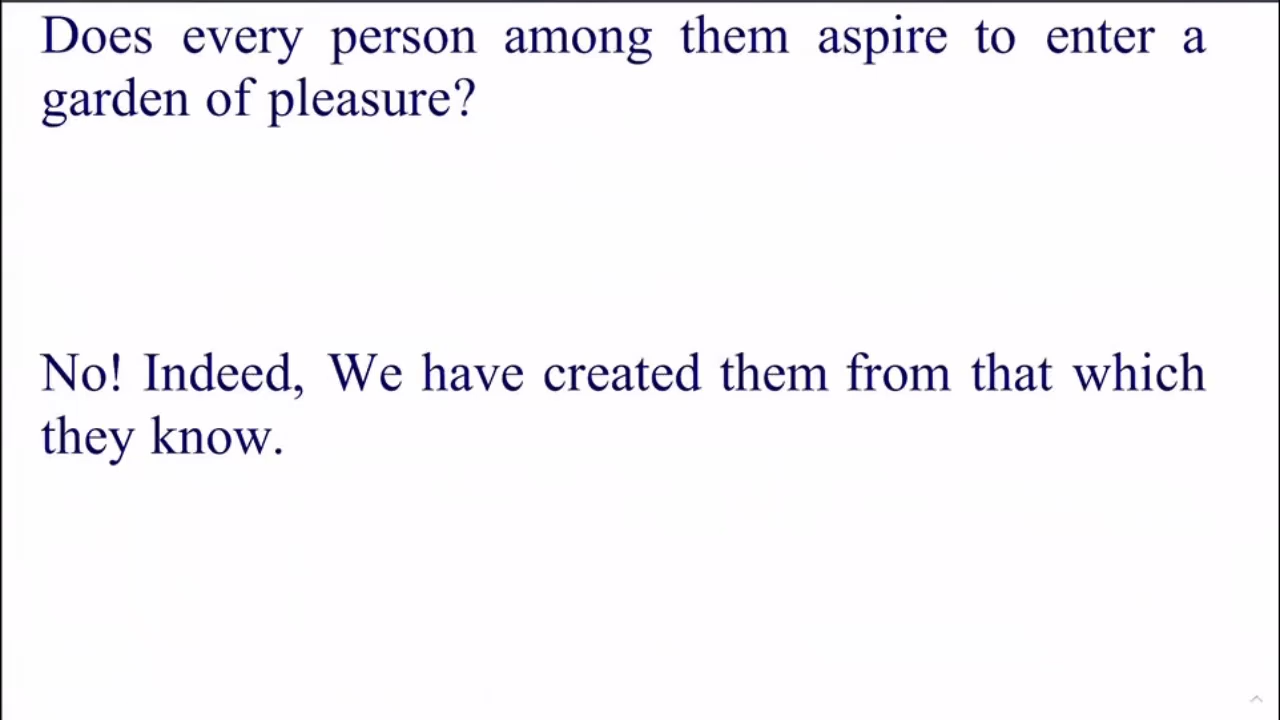 Does every person among them aspire to enter a
garden of pleasure?
No! Indeed, We have created them from that which
they know.